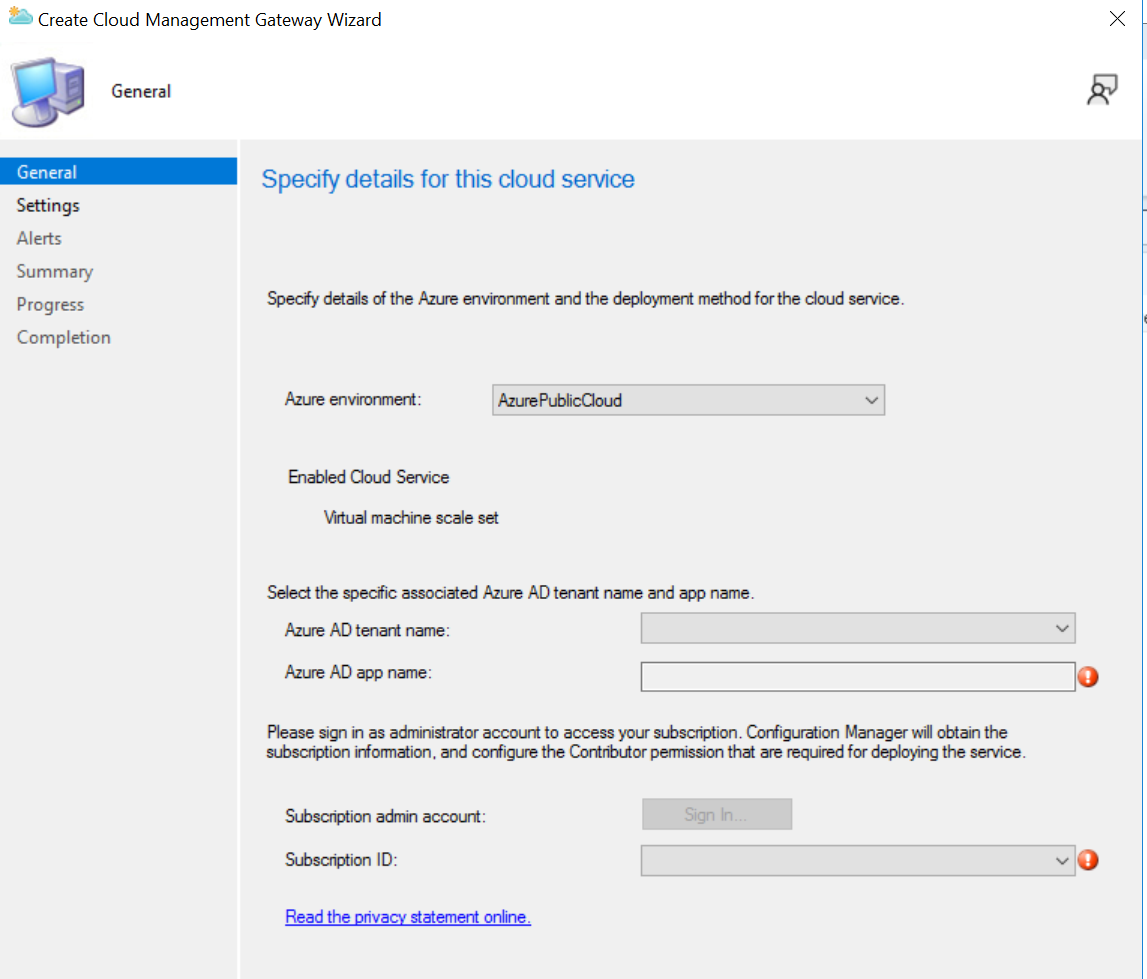 Create Cloud Management Gateway Wizard
General
General
Settings
Alerts
Summary
Progress
Completion
Specify details for this cloud service
Specify details of the Azure environment and the deployment method for the cloud service.
Azure environment:
AzurePublicCloud
Enabled Cloud Service
Virtual machine scale set
Select the specific associated Azure AD tenant name and app name.
Azure AD tenant name:
Azure AD app name:
Please sign in as administrator account to access your subscription. Configuration Manager will obtain the
subscription information, and configure the Contributor permission that are required for deploying the service.
Subscription admin account:
Sign In...
Subscription ID:
Read the privacy statement online.